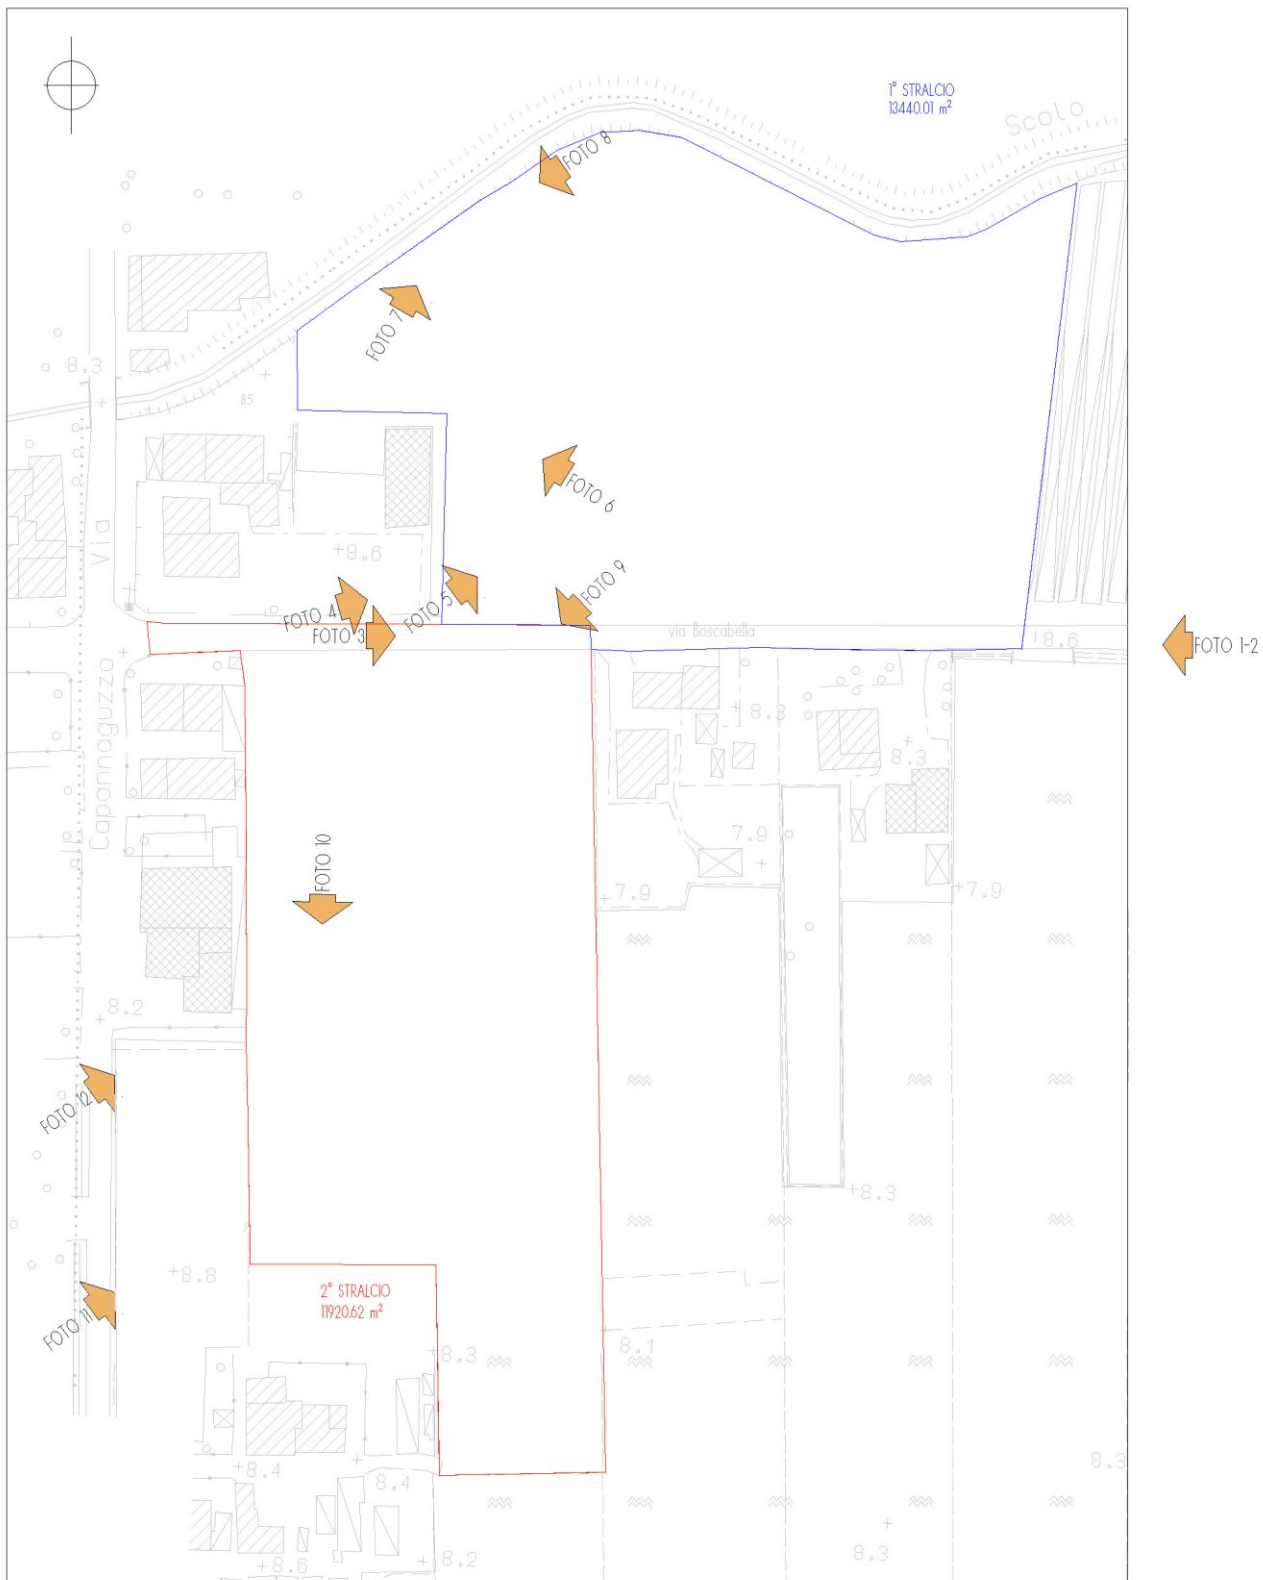 1° STRALCIO
13440.01 m²
Scolo
FOTO 8
FOTO 7
8.3
85
FOTO 6
Via
8.6
FOTO 9
FOTO 4
FOTO 5
FOTO 3
via Boscabella
8.6
FOTO 1-2
Capannaguzzo
8.3
8.3
7.9
FOTO 10
7.9
7.9
8.2
FOTO 12
8.3
8.8
2° STRALCIO
11920.62 m²
FOTO 11
8.3
8.1
8.4
8.4
8.3
8.6
8.2
8.3